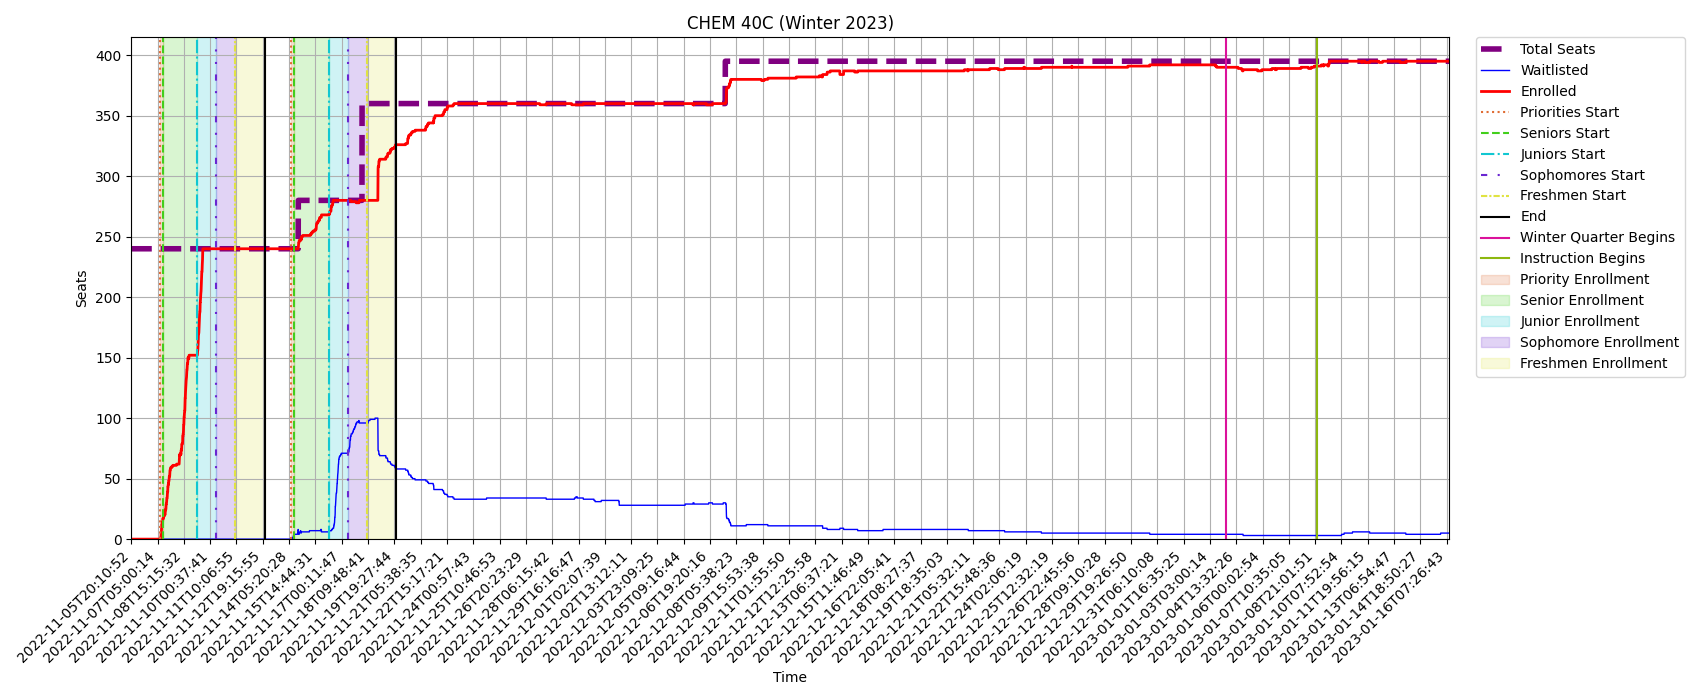 CHEM 40C (Winter 2023)
Seats
400
350
300
250
200
150
100
50
0
2022-11-05T20:10:52
2022-11-07T05:00:14
2022-11-08T15:15:32
2022-11-10T00:37:41
2022-11-11T10:06:55
2022-11-12T19:15:55
2022-11-14T05:20:28
2022-11-15T14:44:31
2022-11-17T00:11:47
2022-11-18T09:48:41
2022-11-19T19:27:44
2022-11-21T05:38:35
2022-11-22T15:17:21
2022-11-24T00:57:43
2022-11-25T10:46:53
2022-11-26T20:23:29
2022-11-28T06:15:42
2022-11-29T16:16:47
2022-12-01T02:07:39
2022-12-02T13:12:11
2022-12-03T23:09:25
2022-12-05T09:16:44
2022-12-06T19:20:16
2022-12-08T05:38:23
2022-12-09T15:53:38
2022-12-11T01:55:50
2022-12-12T12:25:58
2022-12-13T06:37:21
2022-12-15T11:46:49
2022-12-16T22:05:41
2022-12-18T08:27:37
2022-12-19T18:35:03
2022-12-21T05:32:11
2022-12-22T15:48:36
2022-12-24T02:06:19
2022-12-25T12:32:19
2022-12-26T22:45:56
2022-12-28T09:10:28
2022-12-29T19:26:50
2022-12-31T06:10:08
2023-01-01T16:35:25
2023-01-03T03:00:14
2023-01-04T13:32:26
2023-01-06T00:02:54
2023-01-07T10:35:05
2023-01-08T21:01:51
2023-01-10T07:52:54
2023-01-11T19:56:15
2023-01-13T06:54:47
2023-01-14T18:50:27
2023-01-16T07:26:43
Time
Total Seats
Waitlisted
Enrolled
Priorities Start
Seniors Start
Juniors Start
Sophomores Start
Freshmen Start
End
Winter Quarter Begins
Instruction Begins
Priority Enrollment
Senior Enrollment
Junior Enrollment
Sophomore Enrollment
Freshmen Enrollment